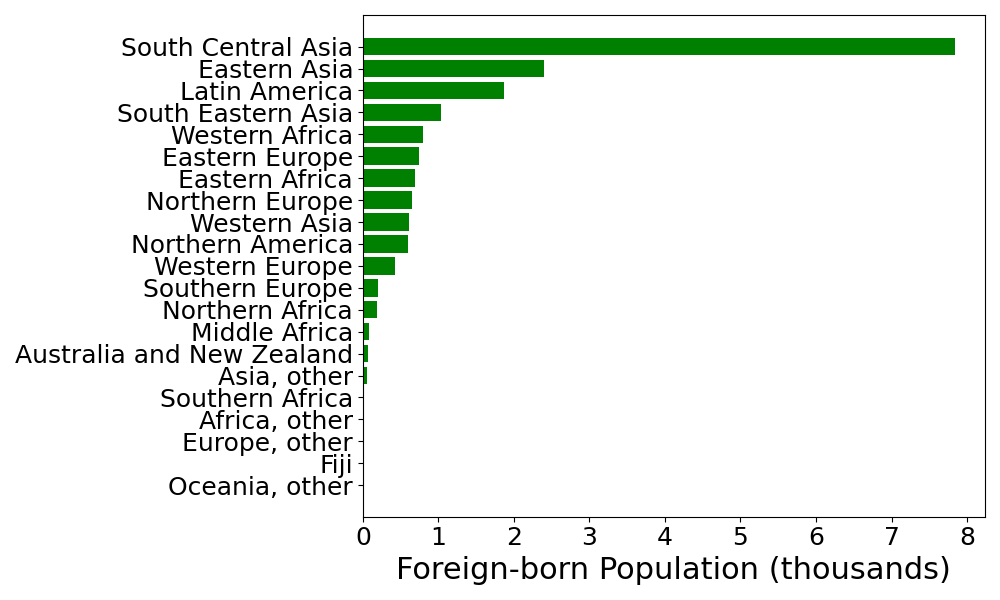 South Central Asia
Eastern Asia
Latin America
South Eastern Asia
Western Africa
Eastern Europe
Eastern Africa
Northern Europe
Western Asia
Northern America
Western Europe
Southern Europe
Northern Africa
Middle Africa
Australia and New Zealand
Asia, other
Southern Africa
Africa, other
Europe, other
Fiji
Oceania, other
0 1 2 3 4 5 6 7 8
Foreign-born Population (thousands)